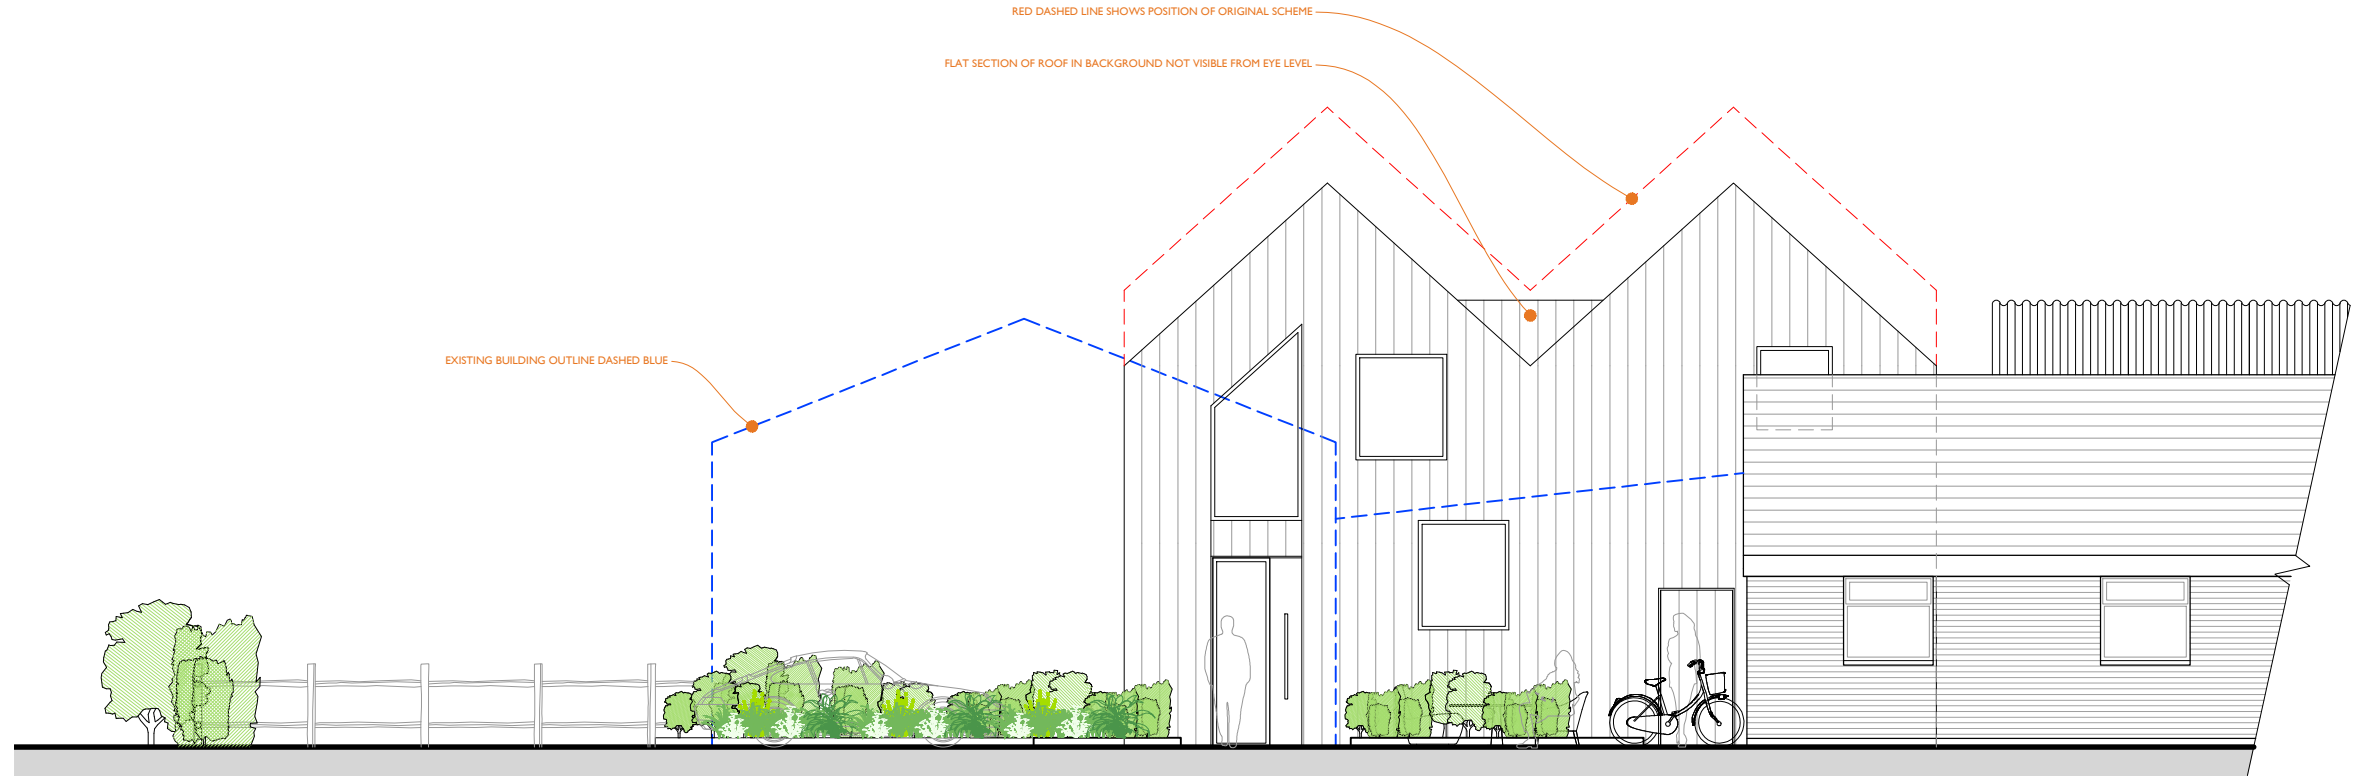 RED DASHED LINE SHOWS POSITION OF ORIGINAL SCHEME
FLAT SECTION OF ROOF IN BACKGROUND NOT VISIBLE FROM EYE LEVEL
EXISTING BUILDING OUTLINE DASHED BLUE